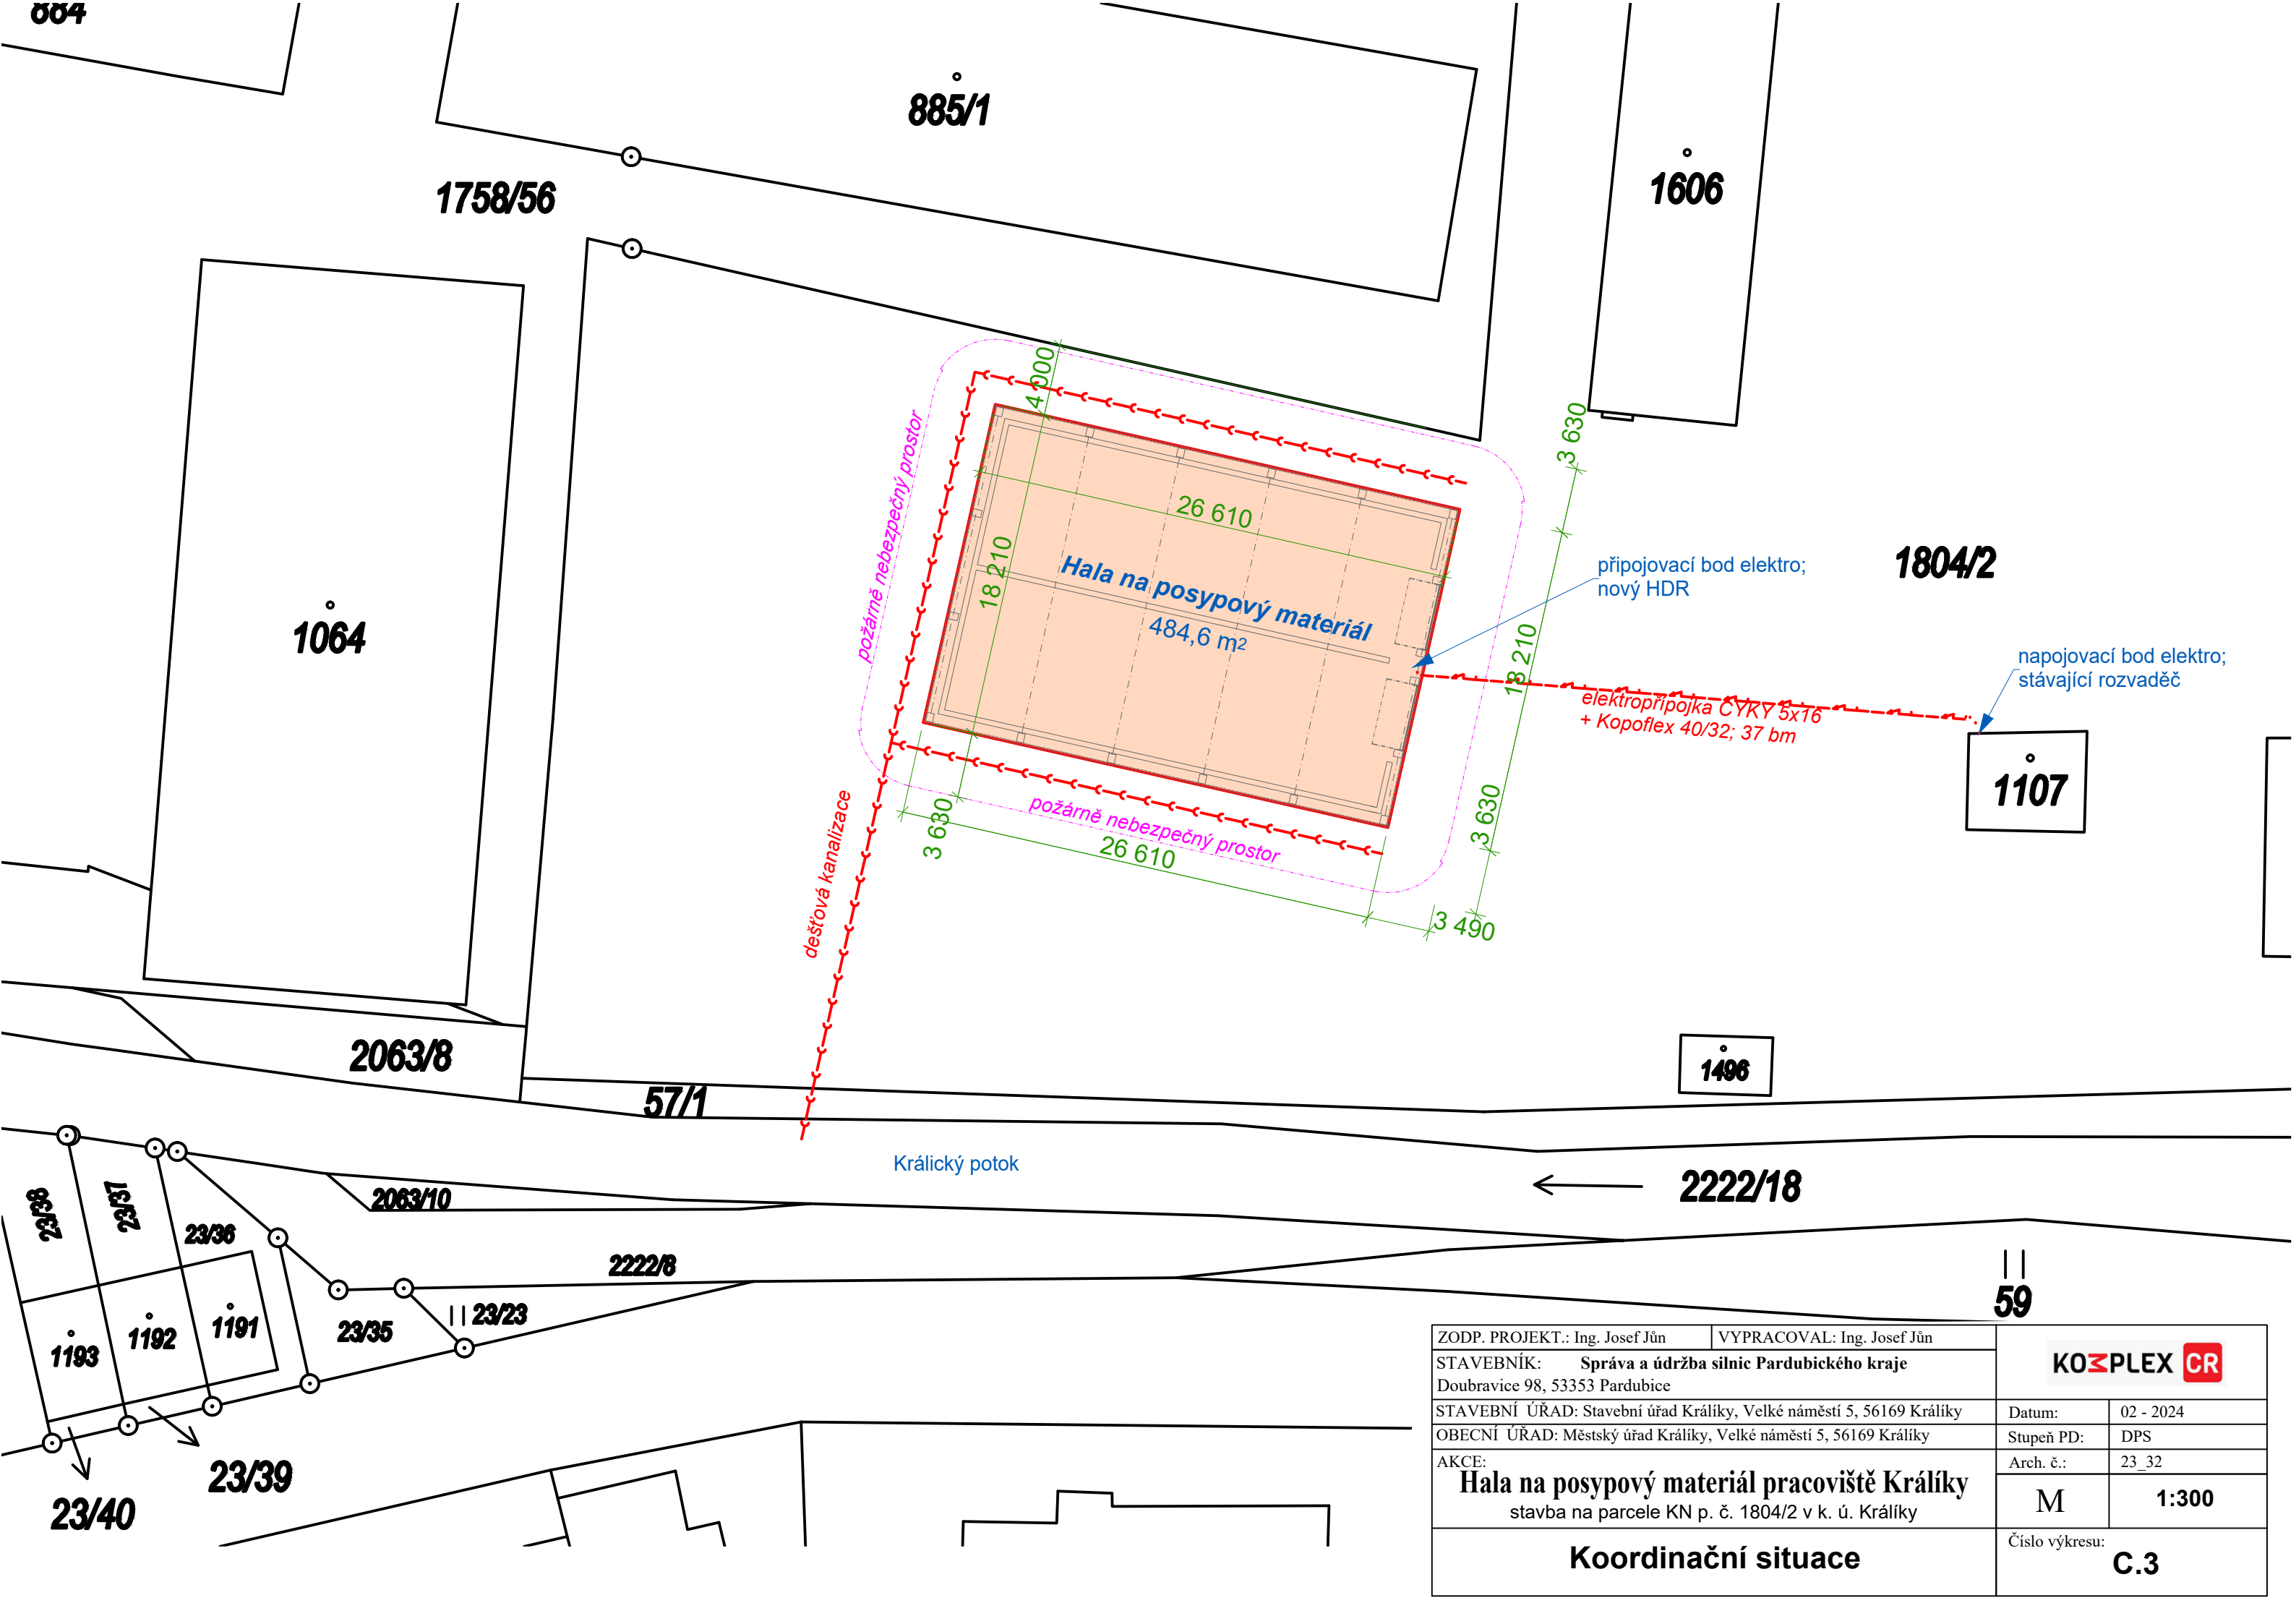 884
885/1
1758/56
1606
1064
4 000
3 630
požárně nebezpečný prostor
26 610
18 210
Hala na posypový materiál
484,6 m2
připojovací bod elektro;
nový HDR
1804/2
18 210
napojovací bod elektro;
stávající rozvaděč
elektropřípojka CYKY 5x16
+ Kopoflex 40/32; 37 bm
1107
dešťová kanalizace
3 630
požárně nebezpečný prostor
26 610
3 630
3 490
2063/8
57/1
1496
Králický potok
2222/18
2063/10
23/38
23/37
23/36
2222/8
59
23/23
23/35
1191
1192
1193
23/39
23/40
ZODP. PROJEKT.: Ing. Josef Jůn
VYPRACOVAL: Ing. Josef Jůn
KOMPLEX CR
STAVEBNÍK: Správa a údržba silnic Pardubického kraje
Doubravice 98, 53353 Pardubice
STAVEBNÍ ÚŘAD: Stavební úřad Králíky, Velké náměstí 5, 56169 Králíky
Datum: 02 - 2024
OBECNÍ ÚŘAD: Městský úřad Králíky, Velké náměstí 5, 56169 Králíky
Stupeň PD: DPS
AKCE:
Arch. č.: 23_32
Hala na posypový materiál pracoviště Králíky
stavba na parcele KN p. č. 1804/2 v k. ú. Králíky
M 1:300
Koordinační situace
Číslo výkresu:
C.3